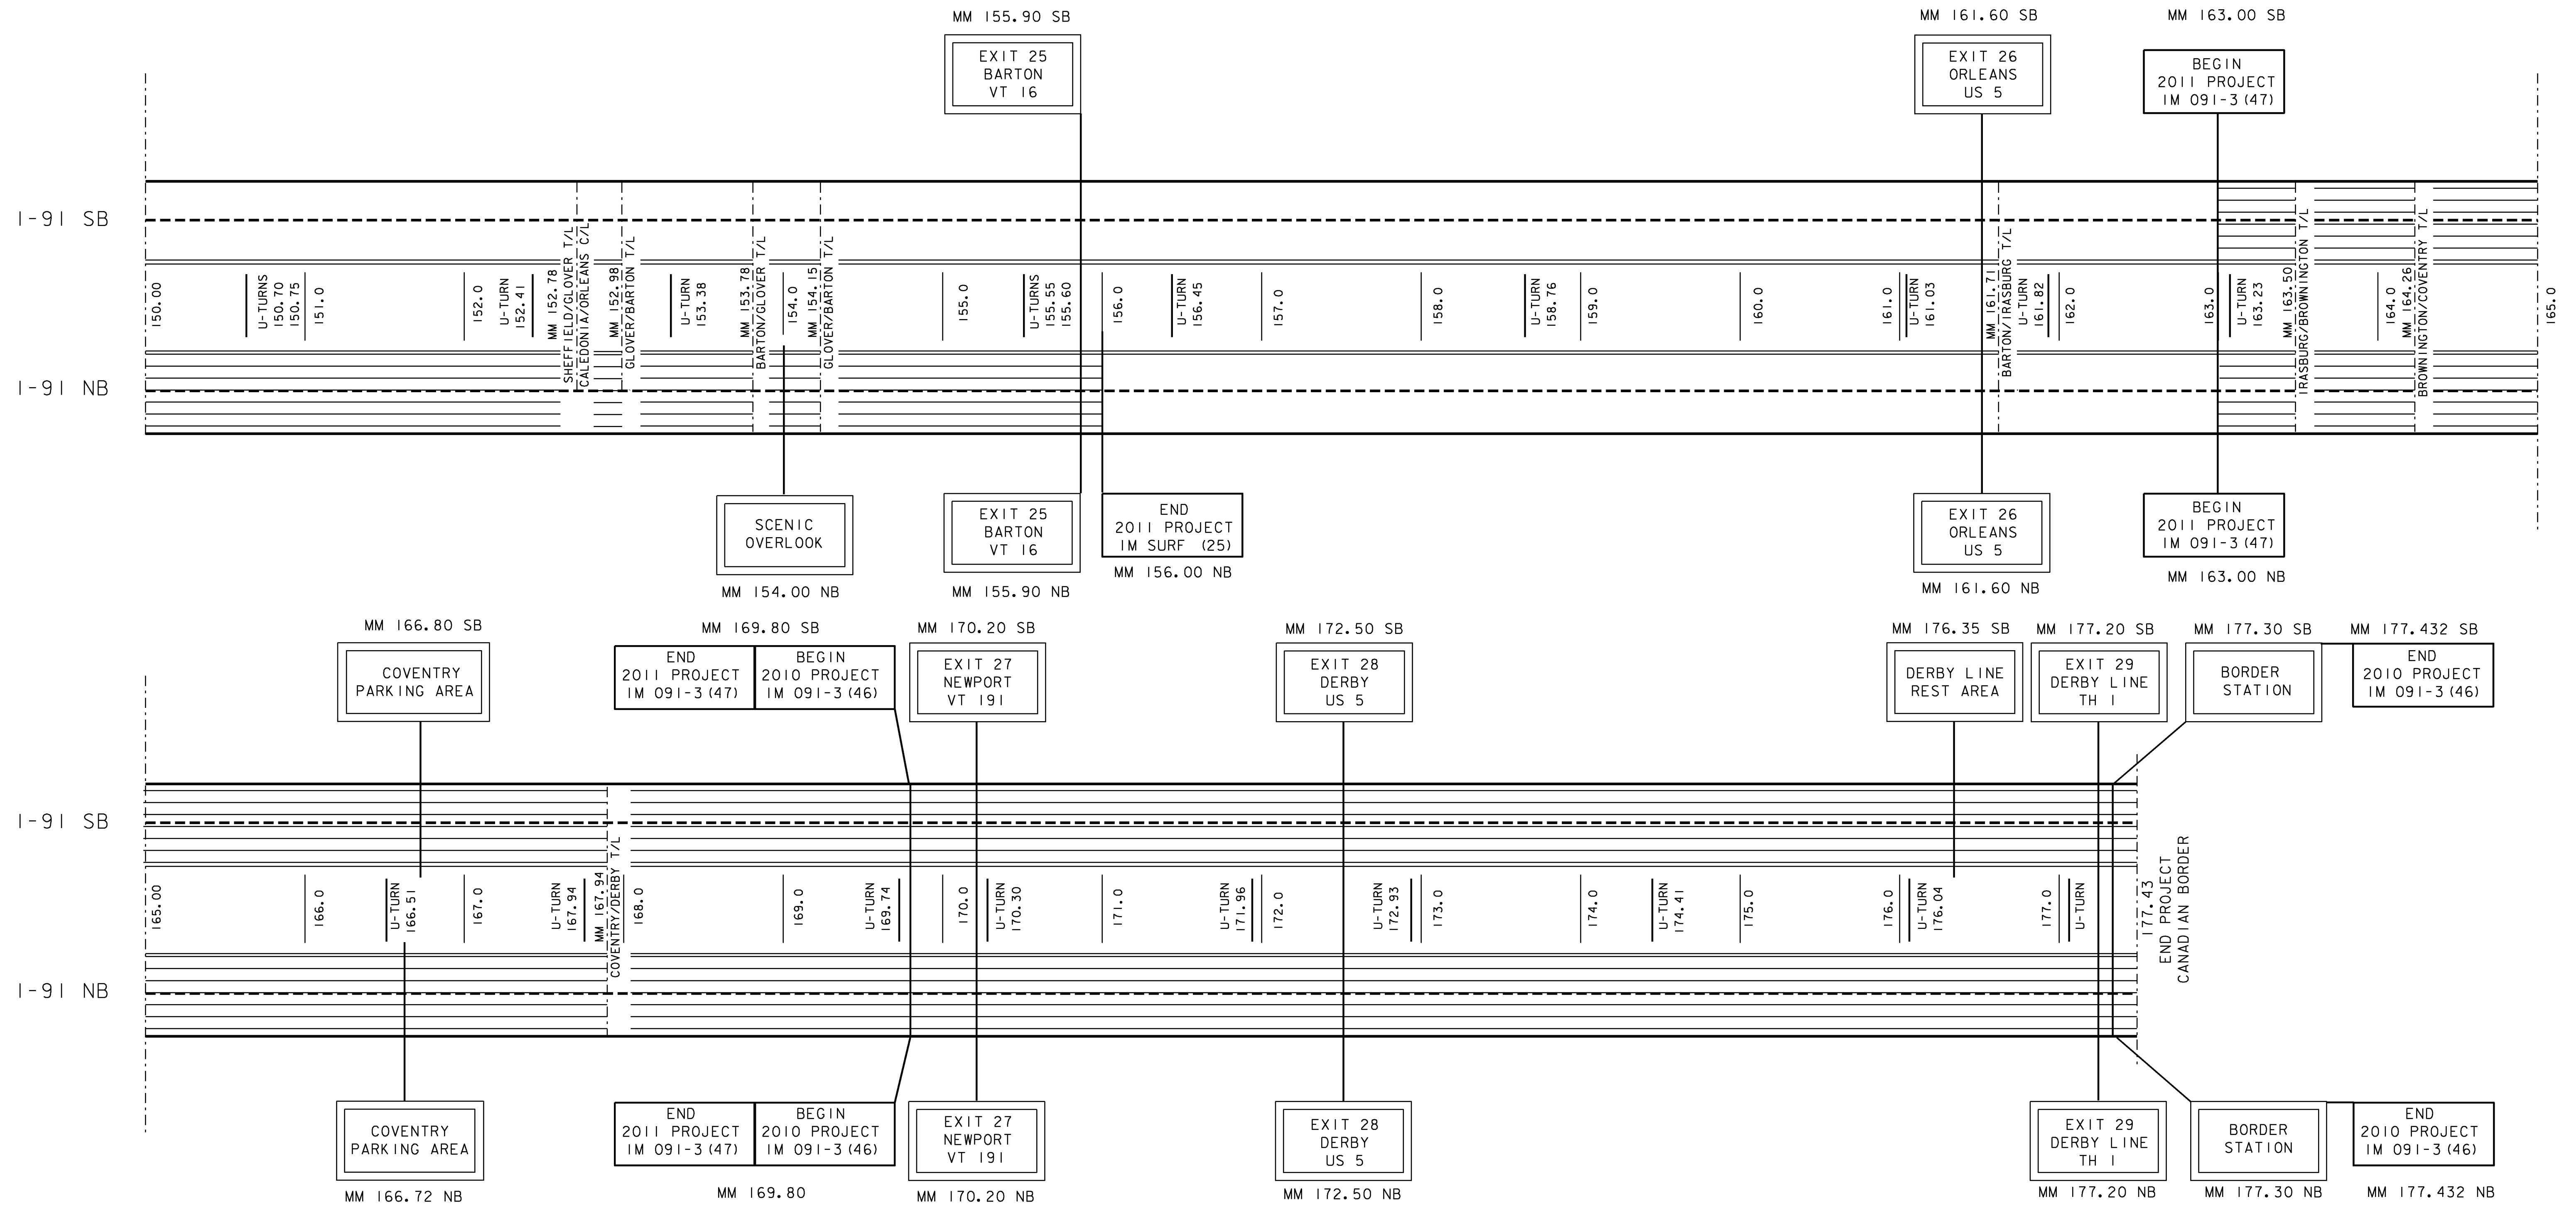 MM 155.90 SB
EXIT 25
BARTON
VT 16
MM 161.60 SB
EXIT 26
ORLEANS
US 5
MM 163.00 SB
BEGIN
2011 PROJECT
IM 091-3 (47)
I-91 SB
I-91 NB
150.00
U-TURNS
150.70
150.75
151.0
152.0
U-TURN
152.41
MM 152.78
SHEFFIELD/GLOVER T/L
CALEDONIA/ORLEANS C/L
MM 152.98
GLOVER/BARTON T/L
U-TURN
153.38
MM 153.78
BARTON/GLOVER T/L
154.0
MM 154.15
GLOVER/BARTON T/L
155.0
U-TURNS
155.55
155.60
156.0
U-TURN
156.45
157.0
158.0
U-TURN
158.76
159.0
160.0
161.0
U-TURN
161.03
MM 161.71
BARTON/IRASBURG T/L
U-TURN
161.82
162.0
163.0
U-TURN
163.23
MM 163.50
IRASBURG/BROWNINGTON T/L
164.0
MM 164.26
BROWNINGTON/COVENTRY T/L
165.0
SCENIC
OVERLOOK
MM 154.00 NB
EXIT 25
BARTON
VT 16
MM 155.90 NB
END
2011 PROJECT
IM SURF (25)
MM 156.00 NB
EXIT 26
ORLEANS
US 5
MM 161.60 NB
BEGIN
2011 PROJECT
IM 091-3 (47)
MM 163.00 NB
MM 166.80 SB
COVENTRY
PARKING AREA
MM 169.80 SB
END
2011 PROJECT
IM 091-3 (47)
BEGIN
2010 PROJECT
IM 091-3 (46)
MM 170.20 SB
EXIT 27
NEWPORT
VT 191
MM 172.50 SB
EXIT 28
DERBY
US 5
MM 176.35 SB
DERBY LINE
REST AREA
MM 177.20 SB
EXIT 29
DERBY LINE
TH 1
MM 177.30 SB
BORDER
STATION
MM 177.432 SB
END
2010 PROJECT
IM 091-3 (46)
I-91 SB
I-91 NB
165.00
166.0
U-TURN
166.51
167.0
U-TURN
167.94
MM 167.94
COVENTRY/DERBY T/L
168.0
169.0
U-TURN
169.74
170.0
U-TURN
170.30
171.0
U-TURN
171.96
172.0
U-TURN
172.93
173.0
174.0
U-TURN
174.41
175.0
176.0
U-TURN
176.04
177.0
U-TURN
177.43
END PROJECT
CANADIAN BORDER
COVENTRY
PARKING AREA
MM 166.72 NB
END
2011 PROJECT
IM 091-3 (47)
BEGIN
2010 PROJECT
IM 091-3 (46)
MM 169.80
EXIT 27
NEWPORT
VT 191
MM 170.20 NB
EXIT 28
DERBY
US 5
MM 172.50 NB
EXIT 29
DERBY LINE
TH 1
MM 177.20 NB
BORDER
STATION
MM 177.30 NB
END
2010 PROJECT
IM 091-3 (46)
MM 177.432 NB